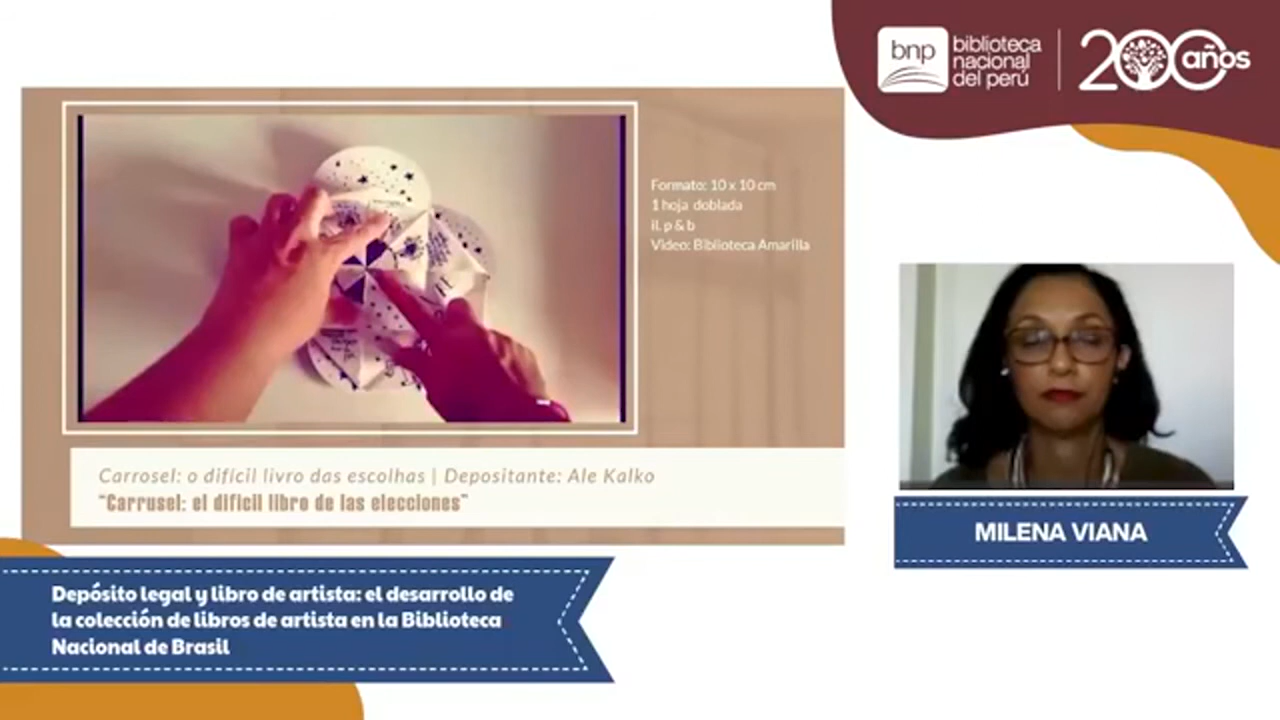 bnp
biblioteca
nacional
del perú
200 años
Formato: 10 x 10 cm
1 hoja doblada
il. p & b
Video: Biblioteca Amarilla
Carrosel: o difícil livro das escolhas | Depositante: Ale Kalko
“Carrusel: el dificil libro de las elecciones”
MILENA VIANA
Depósito legal y libro de artista: el desarrollo de
la colección de libros de artista en la Biblioteca
Nacional de Brasil